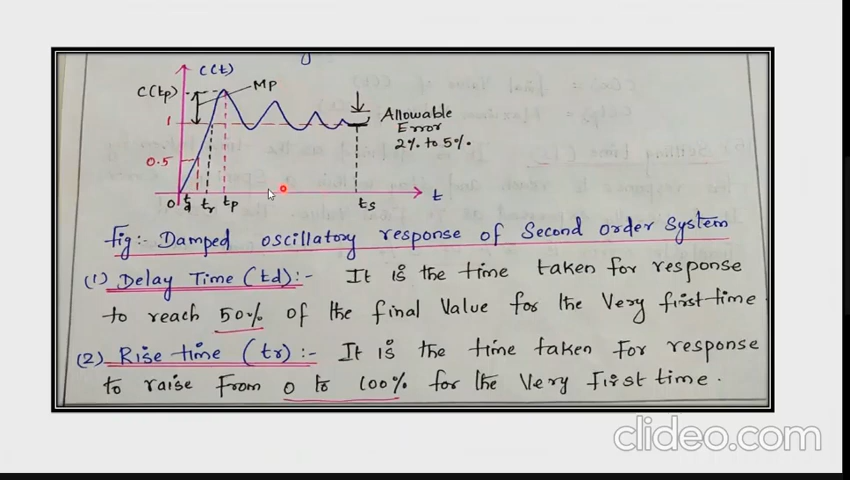 C(t)
C(tp)
Mp
1
Allowable
Error
2% to 5%.
0.5
0 td tr tp ts t
fig:- Damped oscillatory response of Second order System
(1) Delay Time (td):- It is the time taken for response
to reach 50% of the final Value for the Very first time
(2) Rise time (tr):- It is the time taken For response
to raise From 0 to 100% for the Very First time.
clideo.com